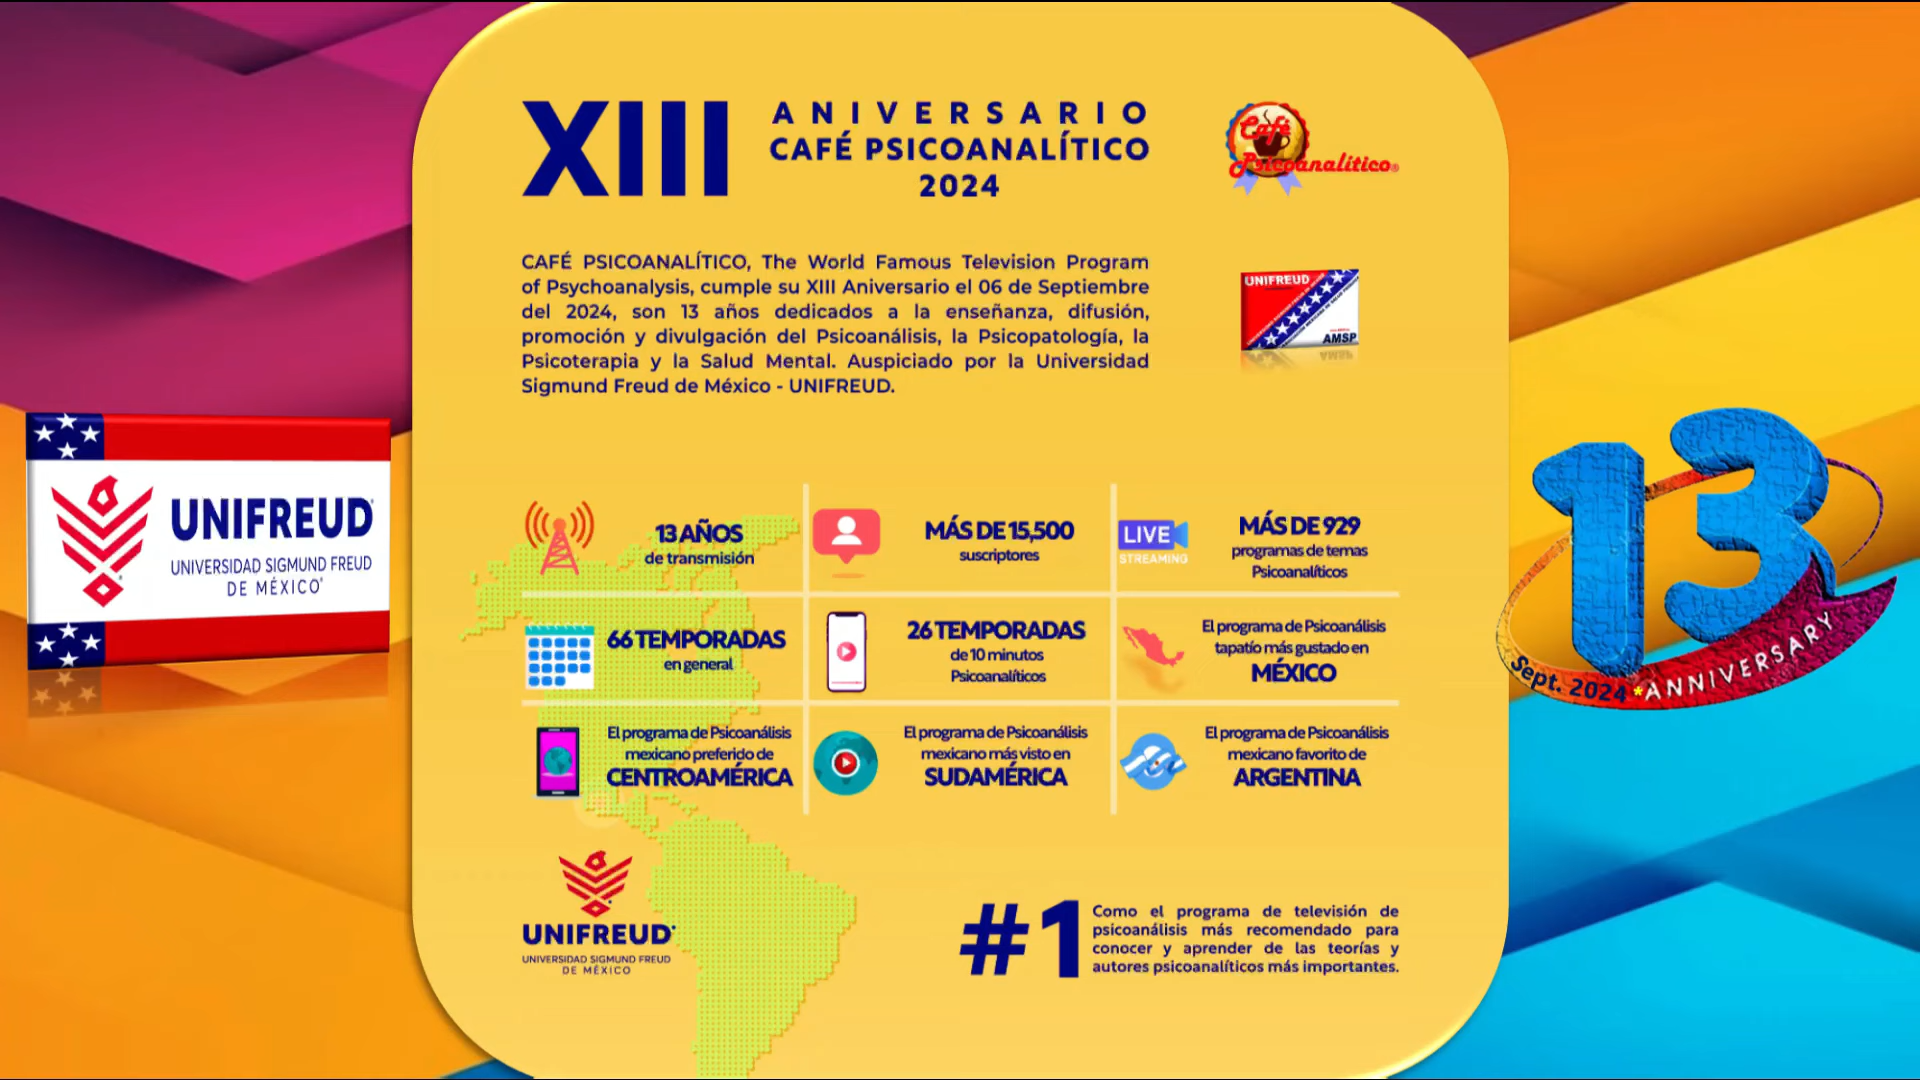 XIII
ANIVERSARIO
CAFÉ PSICOANALÍTICO
2024
Café
Psicoanalítico®
CAFÉ PSICOANALÍTICO, The World Famous Television Program
of Psychoanalysis, cumple su XIII Aniversario el 06 de Septiembre
del 2024, son 13 años dedicados a la enseñanza, difusión,
promoción y divulgación del Psicoanálisis, la Psicopatología, la
Psicoterapia y la Salud Mental. Auspiciado por la Universidad
Sigmund Freud de México - UNIFREUD.
UNIFREUD
AMSP
UNIFREUD
UNIVERSIDAD SIGMUND FREUD
DE MÉXICO
13 AÑOS
de transmisión
MÁS DE 15,500
suscriptores
LIVE
STREAMING
MÁS DE 929
programas de temas
Psicoanalíticos
66 TEMPORADAS
en general
26 TEMPORADAS
de 10 minutos
Psicoanalíticos
El programa de Psicoanálisis
tapatío más gustado en
MÉXICO
El programa de Psicoanálisis
mexicano preferido de
CENTROAMÉRICA
El programa de Psicoanálisis
mexicano más visto en
SUDAMÉRICA
El programa de Psicoanálisis
mexicano favorito de
ARGENTINA
13
Sept. 2024 *ANNIVERSARY
UNIFREUD
UNIVERSIDAD SIGMUND FREUD
DE MÉXICO
#1
Como el programa de televisión de
psicoanálisis más recomendado para
conocer y aprender de las teorías y
autores psicoanalíticos más importantes.